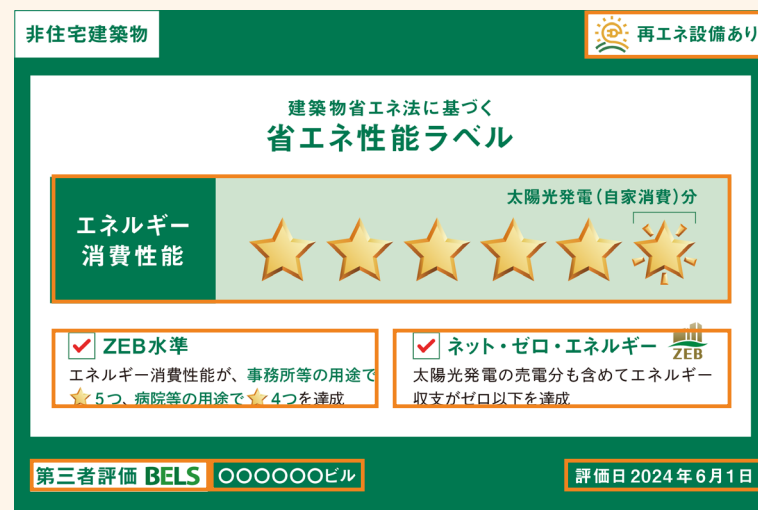 非住宅建築物
再エネ設備あり
建築物省エネ法に基づく
省エネ性能ラベル
太陽光発電(自家消費)分
エネルギー
消費性能
ZEB水準
エネルギー消費性能が、事務所等の用途で
5つ、病院等の用途で 4つを達成
ネット・ゼロ・エネルギー
ZEB
太陽光発電の売電分も含めてエネルギー
収支がゼロ以下を達成
第三者評価 BELS
〇〇〇〇〇〇ビル
評価日2024年6月1日